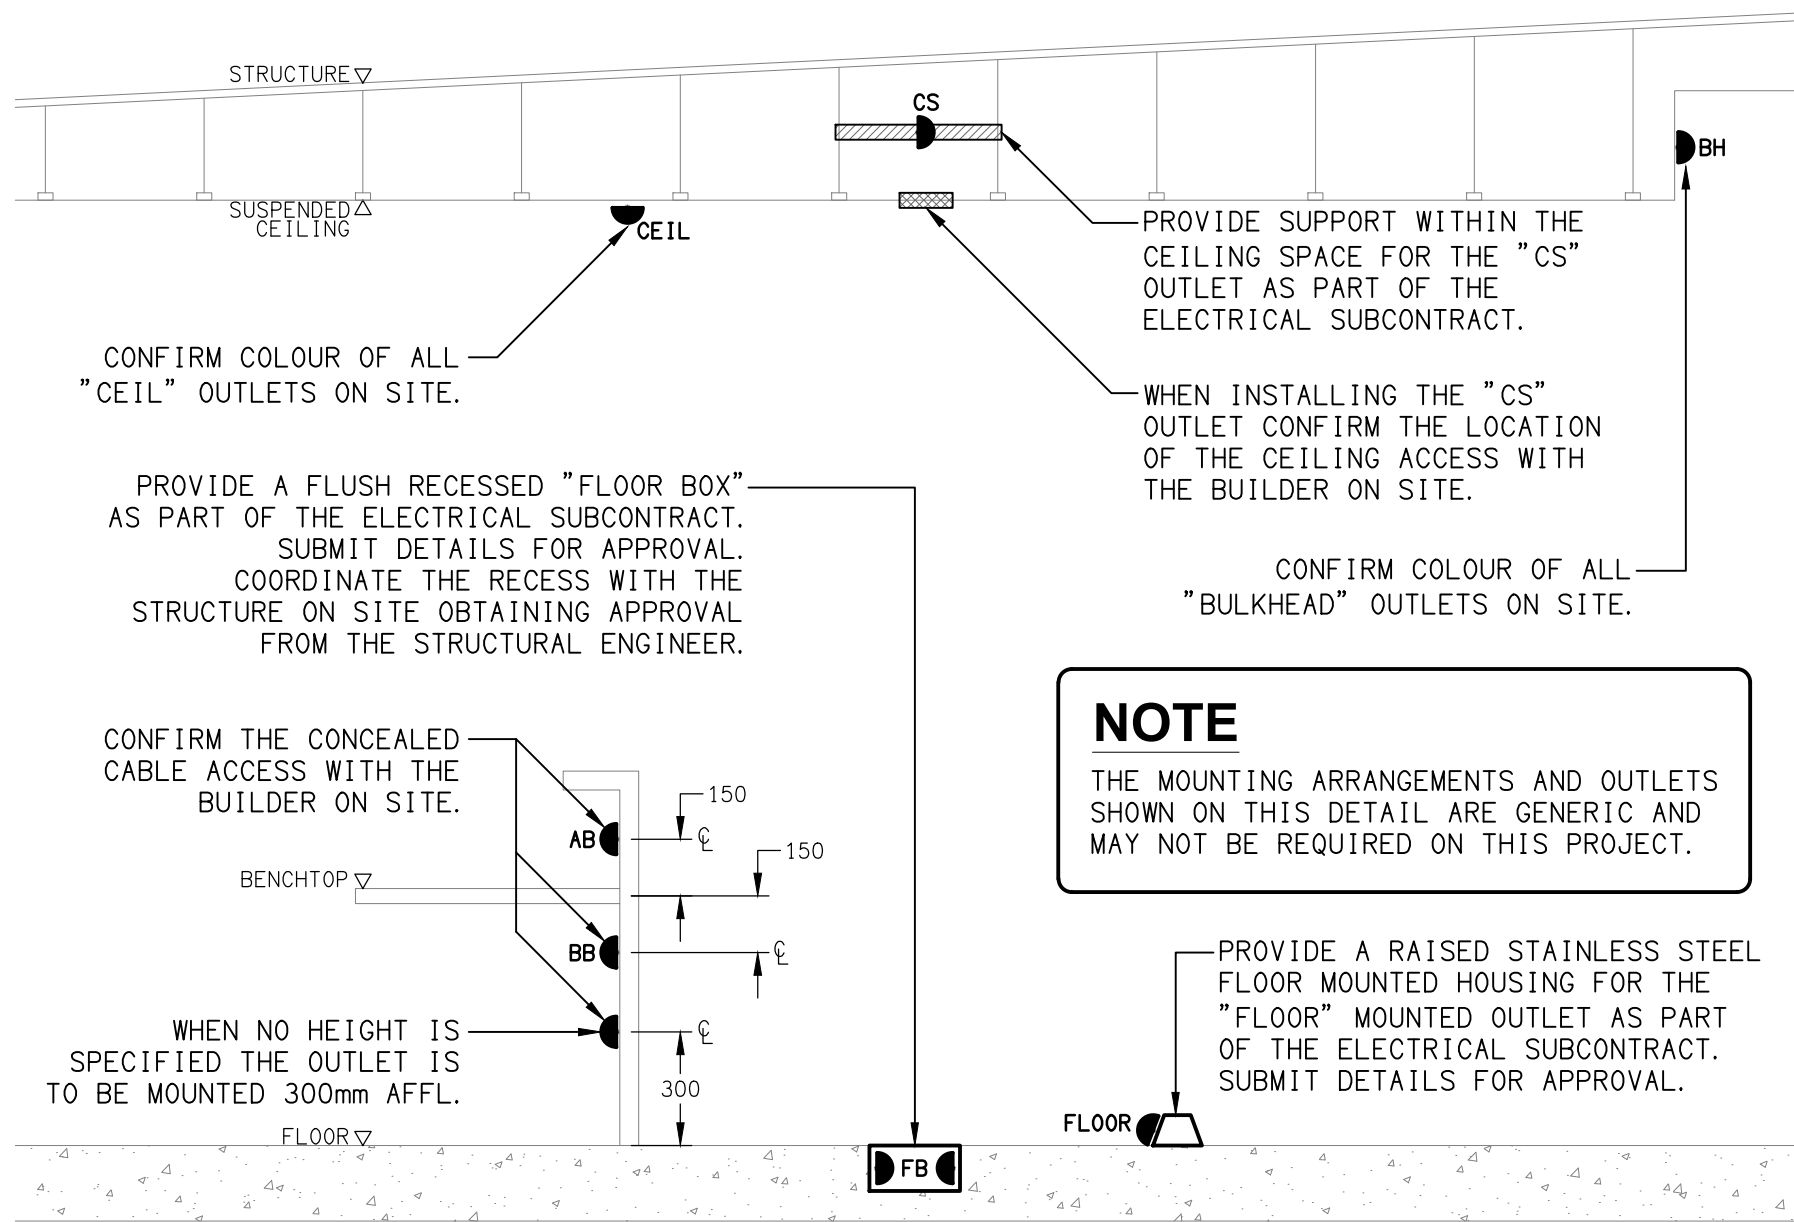 STRUCTURE
CS
BH
SUSPENDED
CEILING
CEIL
PROVIDE SUPPORT WITHIN THE
CEILING SPACE FOR THE "CS"
OUTLET AS PART OF THE
ELECTRICAL SUBCONTRACT.
CONFIRM COLOUR OF ALL
"CEIL" OUTLETS ON SITE.
WHEN INSTALLING THE "CS"
OUTLET CONFIRM THE LOCATION
OF THE CEILING ACCESS WITH
THE BUILDER ON SITE.
PROVIDE A FLUSH RECESSED "FLOOR BOX"
AS PART OF THE ELECTRICAL SUBCONTRACT.
SUBMIT DETAILS FOR APPROVAL.
COORDINATE THE RECESS WITH THE
STRUCTURE ON SITE OBTAINING APPROVAL
FROM THE STRUCTURAL ENGINEER.
CONFIRM COLOUR OF ALL
"BULKHEAD" OUTLETS ON SITE.
NOTE
THE MOUNTING ARRANGEMENTS AND OUTLETS
SHOWN ON THIS DETAIL ARE GENERIC AND
MAY NOT BE REQUIRED ON THIS PROJECT.
CONFIRM THE CONCEALED
CABLE ACCESS WITH THE
BUILDER ON SITE.
150
AB
℄
150
BENCHTOP
BB
℄
WHEN NO HEIGHT IS
SPECIFIED THE OUTLET IS
TO BE MOUNTED 300mm AFFL.
℄
300
PROVIDE A RAISED STAINLESS STEEL
FLOOR MOUNTED HOUSING FOR THE
"FLOOR" MOUNTED OUTLET AS PART
OF THE ELECTRICAL SUBCONTRACT.
SUBMIT DETAILS FOR APPROVAL.
FLOOR
FLOOR
FB